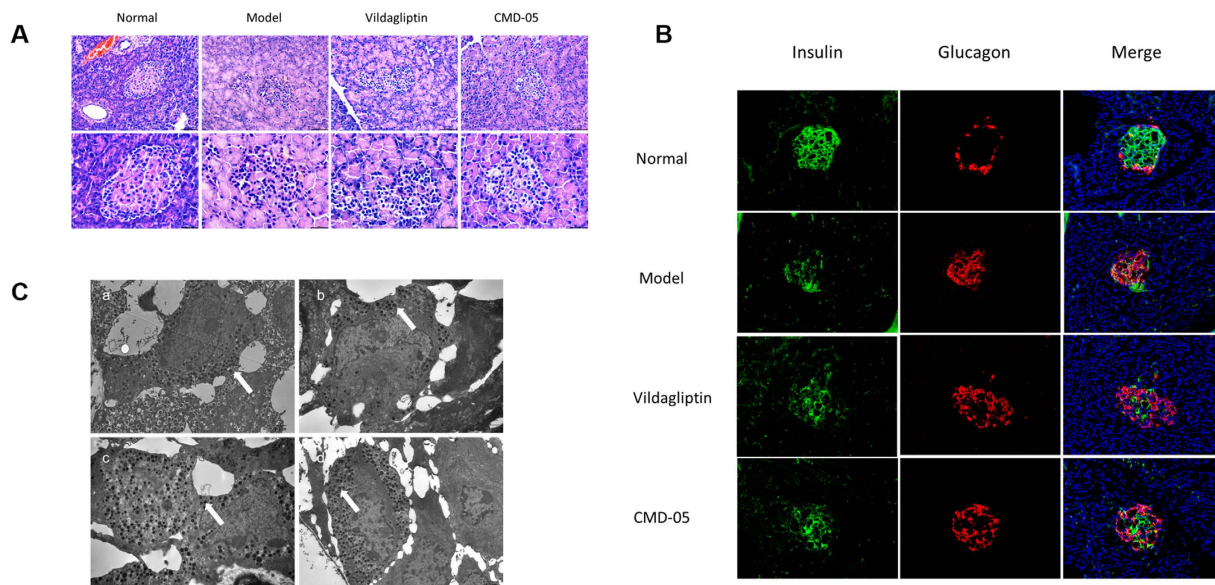 A
Normal Model Vildagliptin CMD-05
B
Insulin Glucagon Merge
Normal
Model
Vildagliptin
CMD-05
C
a b
c d